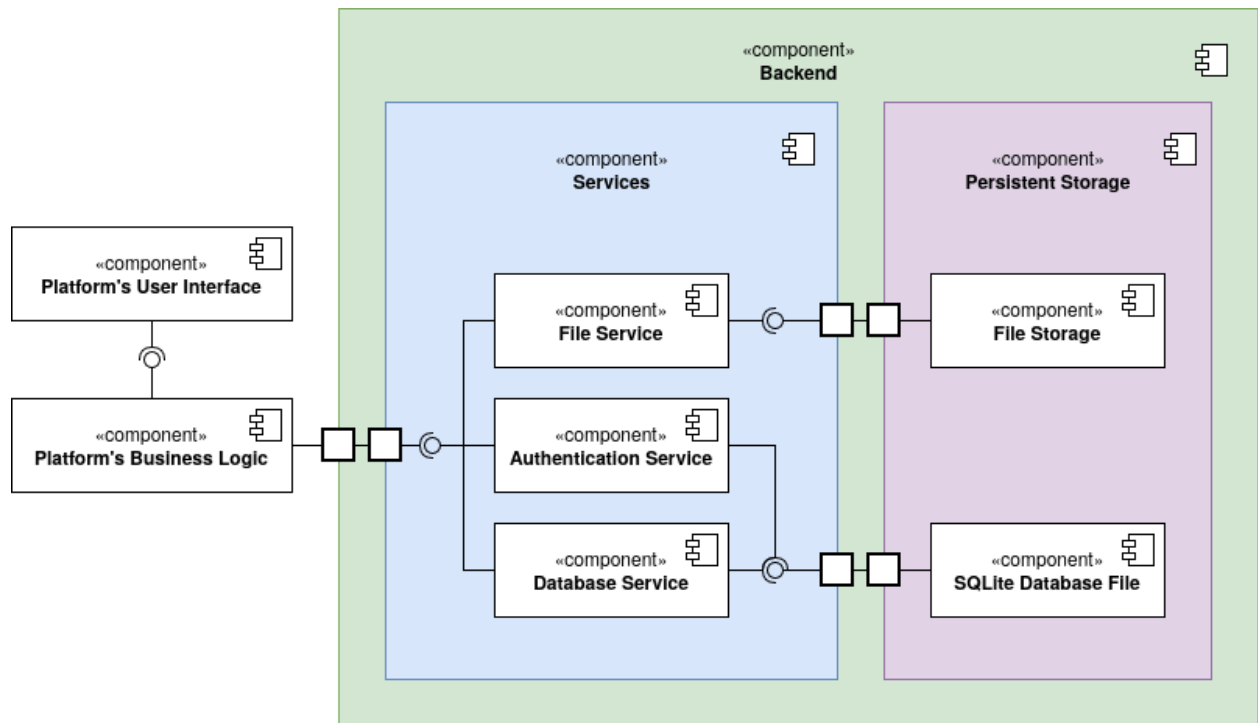 «component»
Backend
«component»
Services
«component»
Persistent Storage
«component»
Platform's User Interface
«component»
File Service
«component»
File Storage
«component»
Platform's Business Logic
«component»
Authentication Service
«component»
Database Service
«component»
SQLite Database File